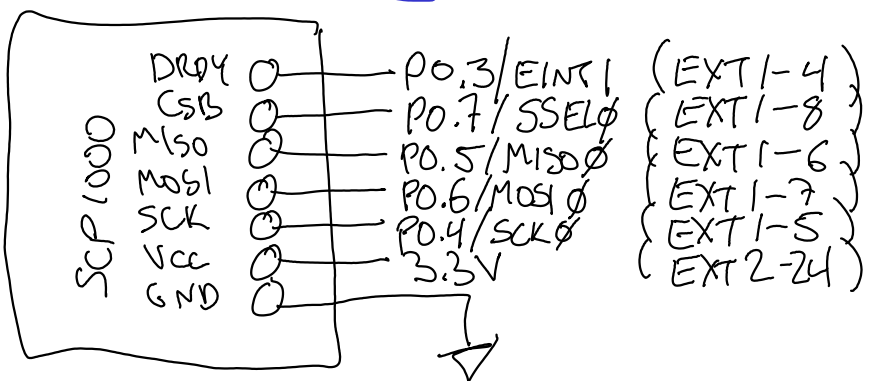 DRDY P0.3/EINT1 (EXT1-4)
CSB P0.7/SSEL0 (EXT1-8)
MISO P0.5/MISO0 (EXT1-6)
MOSI P0.6/MOSI0 (EXT1-7)
SCK P0.4/SCK0 (EXT1-5)
VCC 3.3V (EXT2-24)
GND
SCP1000